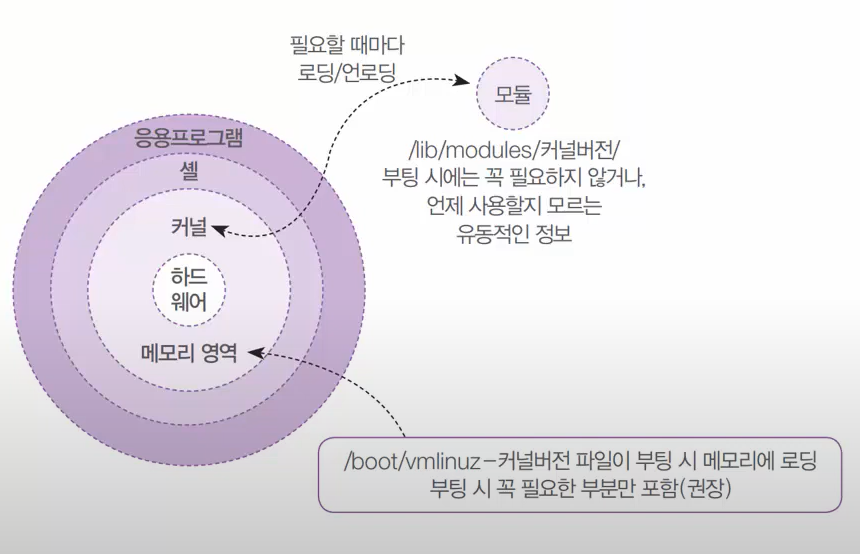 필요할 때마다
로딩/언로딩
모듈
/lib/modules/커널버전/
부팅 시에는 꼭 필요하지 않거나,
언제 사용할지 모르는
유동적인 정보
응용프로그램
셸
커널
하드
웨어
메모리 영역
/boot/vmlinuz-커널버전 파일이 부팅 시 메모리에 로딩
부팅 시 꼭 필요한 부분만 포함(권장)